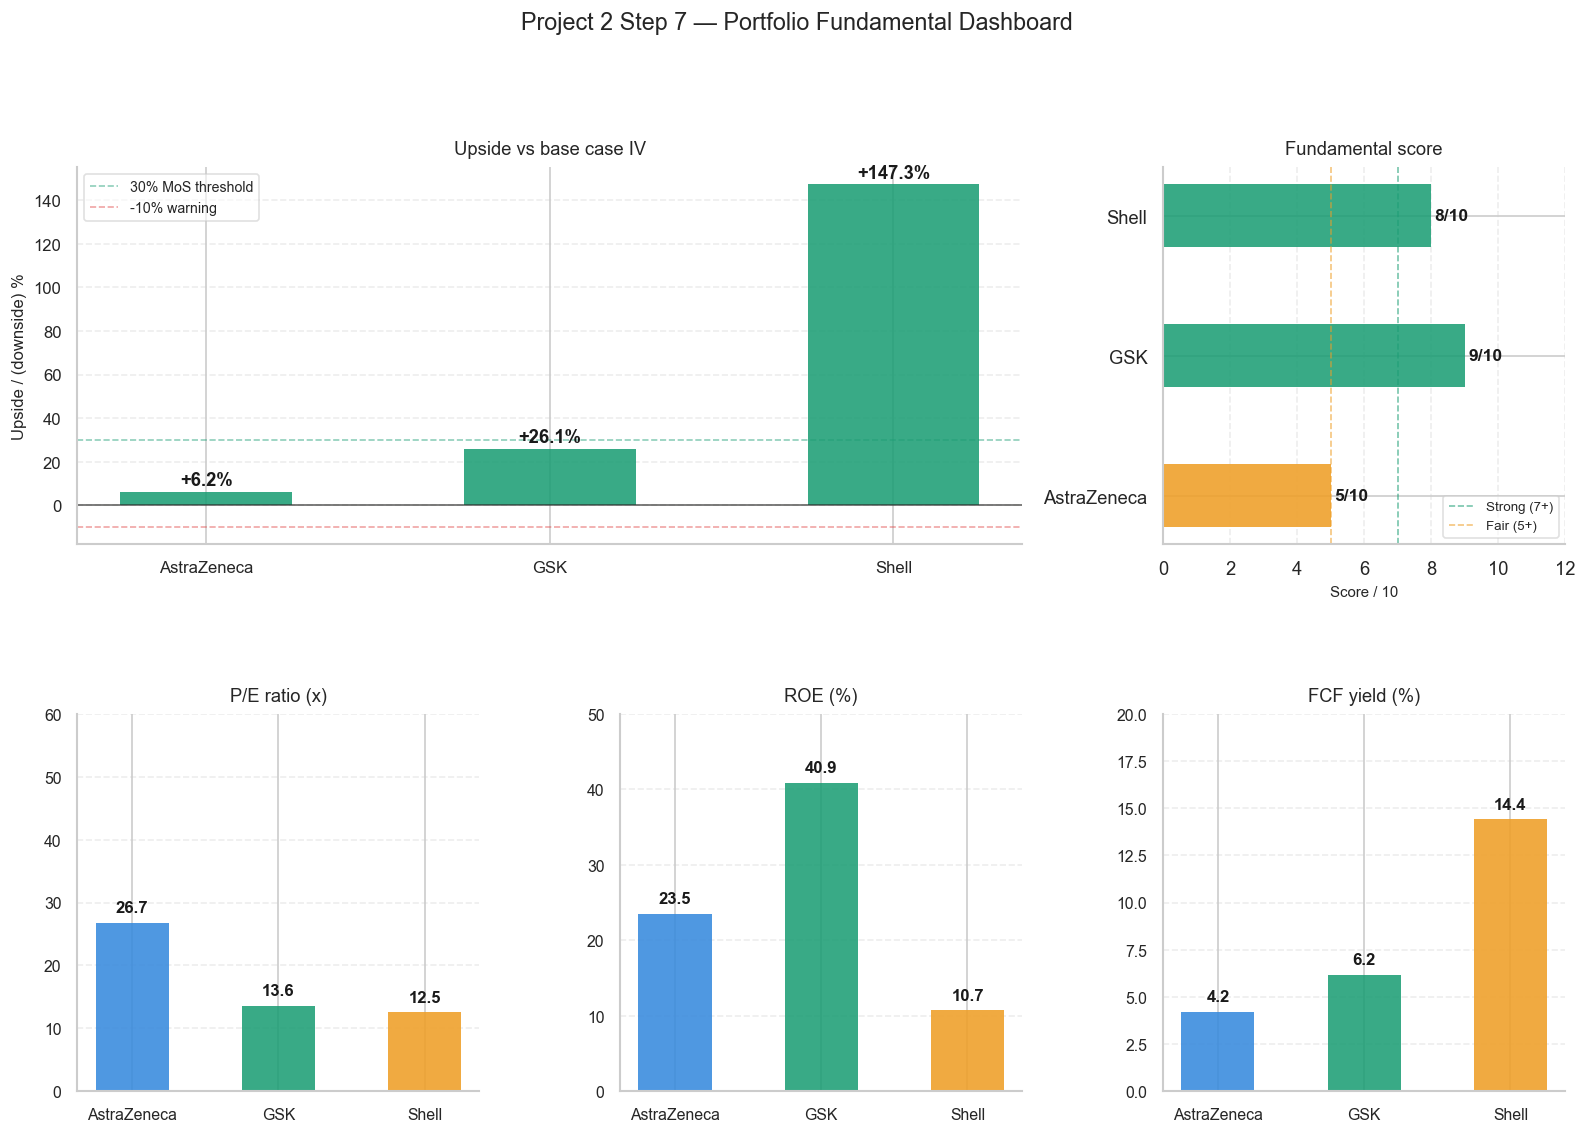 Project 2 Step 7 — Portfolio Fundamental Dashboard
Upside vs base case IV
Upside / (downside) %
140
120
100
80
60
40
20
0
30% MoS threshold
-10% warning
+6.2%
+26.1%
+147.3%
AstraZeneca
GSK
Shell
Fundamental score
Shell
8/10
GSK
9/10
AstraZeneca
5/10
Strong (7+)
Fair (5+)
0 2 4 6 8 10 12
Score / 10
P/E ratio (x)
60
50
40
30
20
10
0
26.7
13.6
12.5
AstraZeneca
GSK
Shell
ROE (%)
50
40
30
20
10
0
23.5
40.9
10.7
AstraZeneca
GSK
Shell
FCF yield (%)
20.0
17.5
15.0
12.5
10.0
7.5
5.0
2.5
0.0
4.2
6.2
14.4
AstraZeneca
GSK
Shell